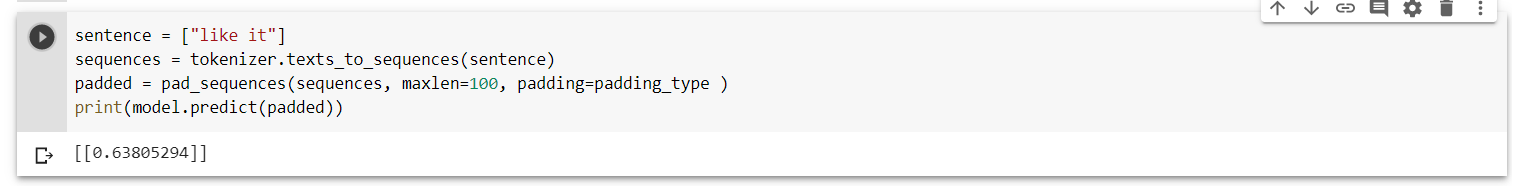 sentence = ["like it"]
sequences = tokenizer.texts_to_sequences(sentence)
padded = pad_sequences(sequences, maxlen=100, padding=padding_type )
print(model.predict(padded))
[[0.63805294]]